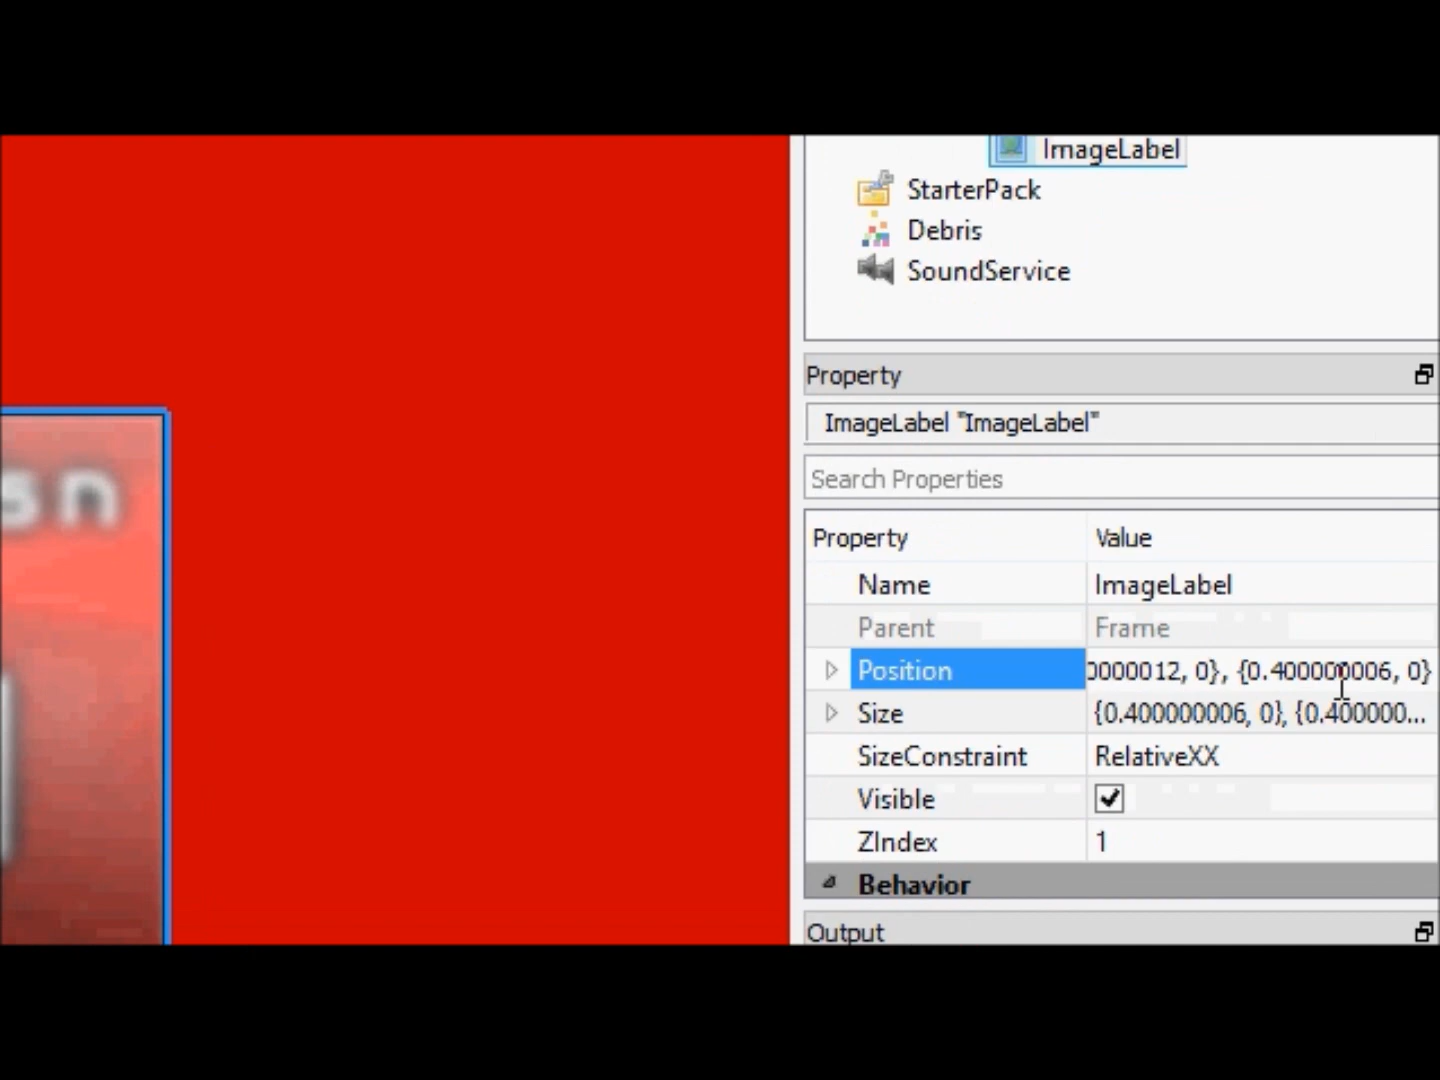 ImageLabel
StarterPack
Debris
SoundService
Property
ImageLabel "ImageLabel"
Search Properties
Property Value
Name ImageLabel
Parent Frame
Position 0000012, 0}, {0.400000006, 0}
Size {0.400000006, 0}, {0.400000...
SizeConstraint RelativeXX
Visible
ZIndex 1
Behavior
Output
sn